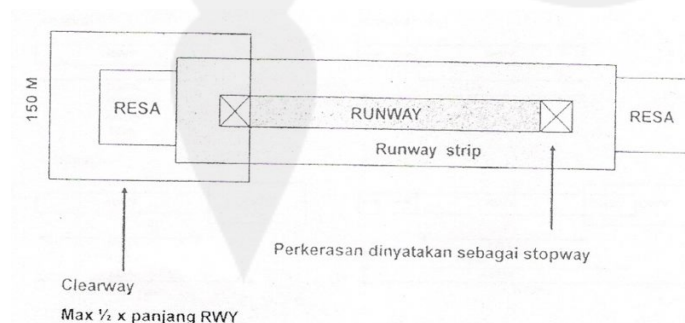 150 M
RESA
RUNWAY
RESA
Runway strip
Perkerasan dinyatakan sebagai stopway
Clearway
Max ½ x panjang RWY